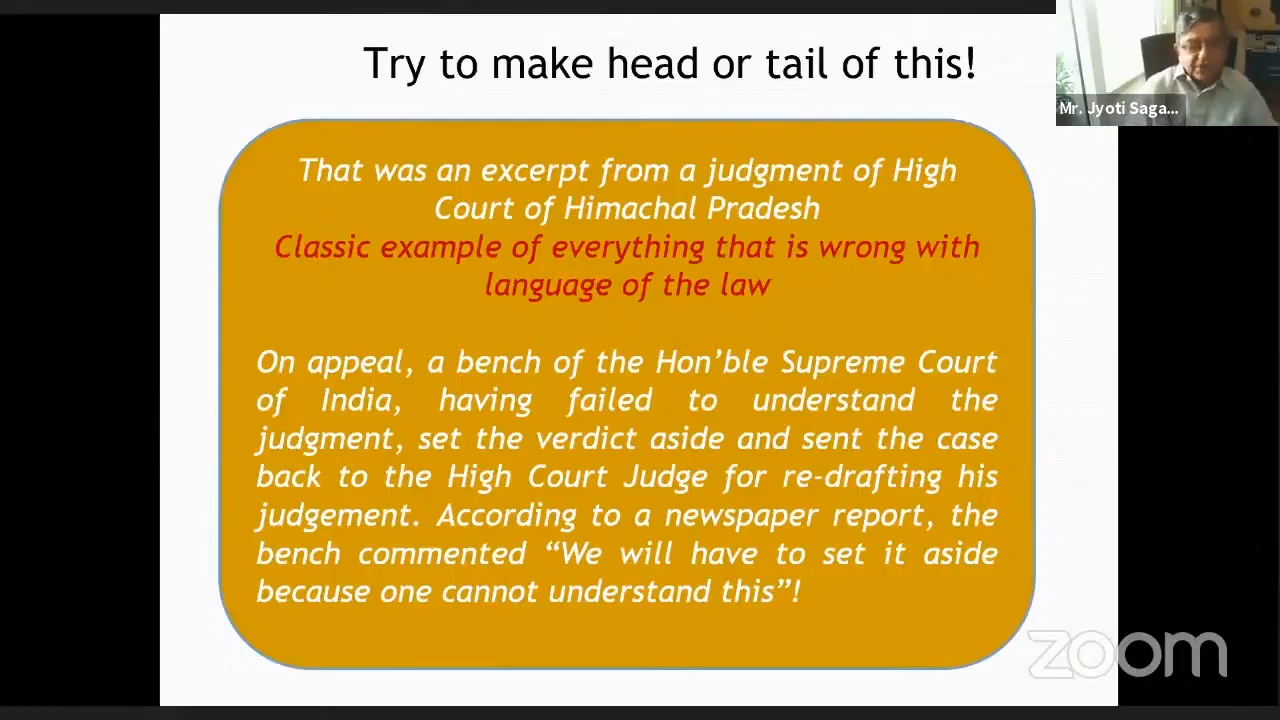 Try to make head or tail of this!
Mr. Jyoti Saga...
That was an excerpt from a judgment of High
Court of Himachal Pradesh
Classic example of everything that is wrong with
language of the law
On appeal, a bench of the Hon’ble Supreme Court
of India, having failed to understand the
judgment, set the verdict aside and sent the case
back to the High Court Judge for re-drafting his
judgement. According to a newspaper report, the
bench commented “We will have to set it aside
because one cannot understand this”!
zoom